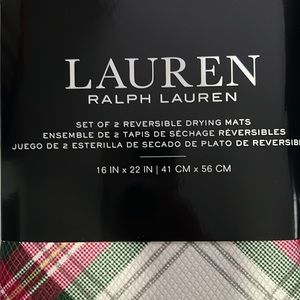 LAUREN
RALPH LAUREN
SET OF 2 REVERSIBLE DRYING MATS
ENSEMBLE DE 2 TAPIS DE SÉCHAGE RÉVERSIBLES
JUEGO DE 2 ESTERILLA DE SECADO DE PLATO DE REVERSIB
16 IN x 22 IN | 41 CM x 56 CM